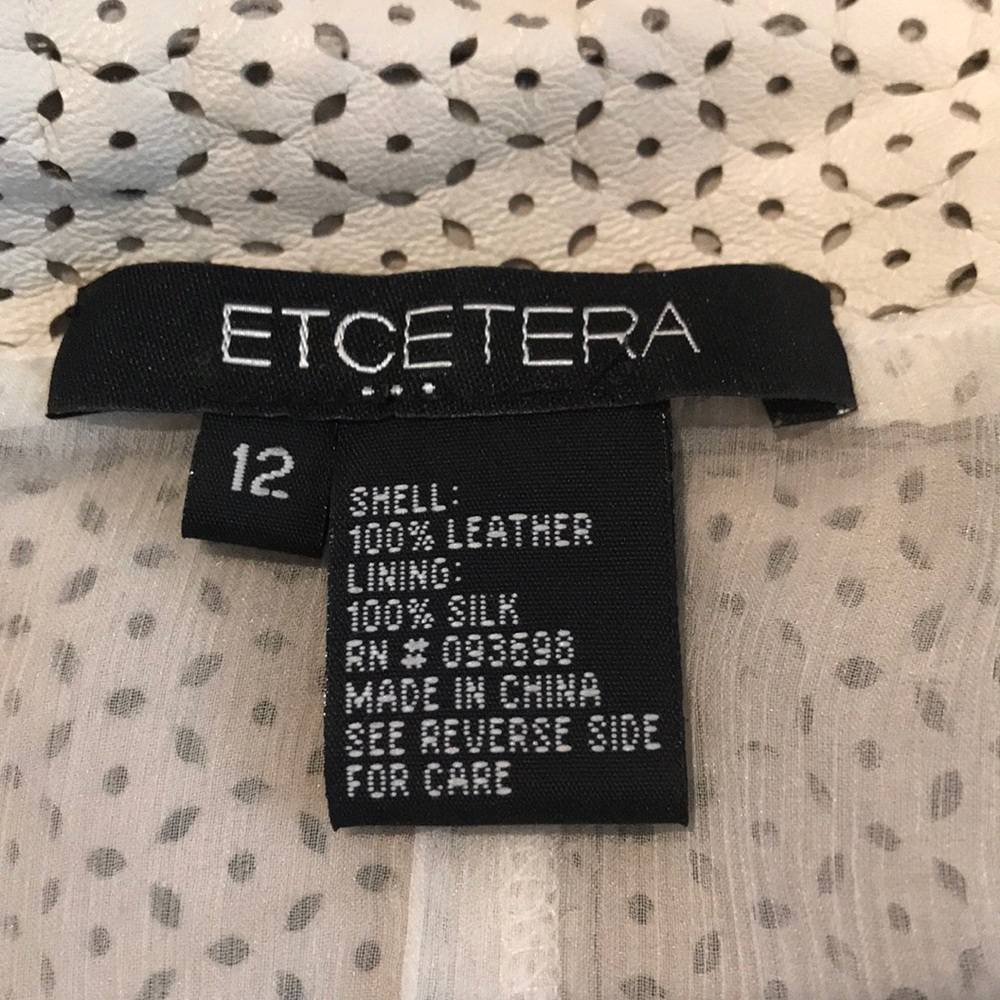 ETCETERA
...
12
SHELL:
100% LEATHER
LINING:
100% SILK
RN # 093698
MADE IN CHINA
SEE REVERSE SIDE
FOR CARE